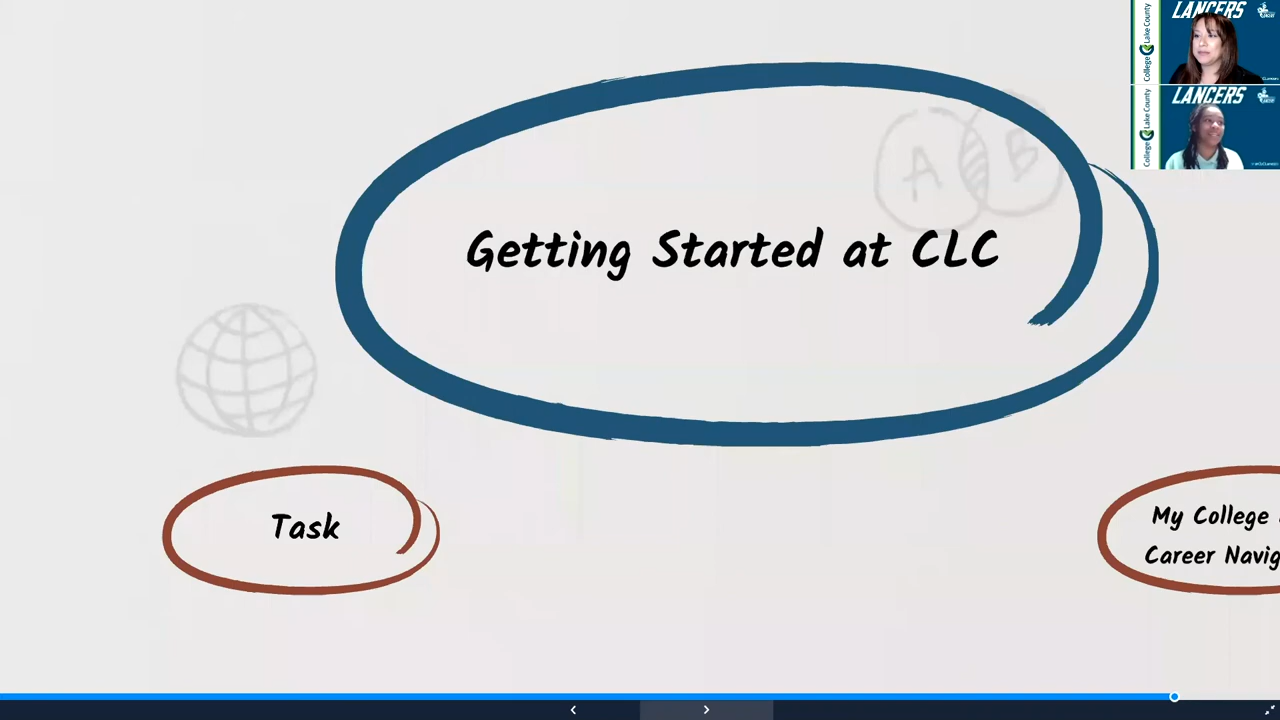 LANCERS
College of Lake County
LANCERS
College of Lake County
A B
Getting Started at CLC
Task
My College
Career Navig